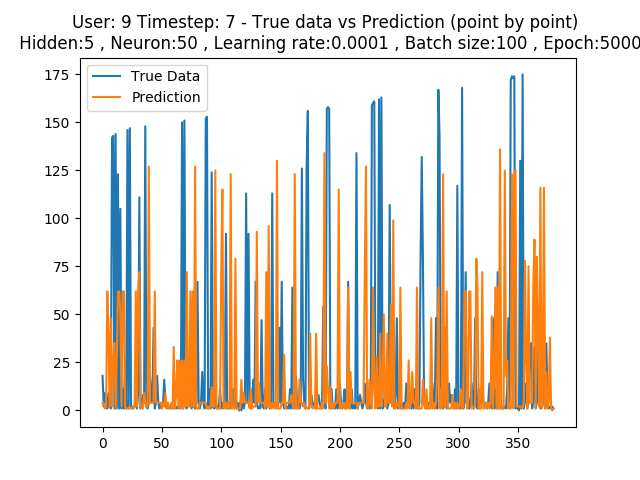 User: 9 Timestep: 7 - True data vs Prediction (point by point)
Hidden:5 , Neuron:50 , Learning rate:0.0001 , Batch size:100 , Epoch:5000
True Data
Prediction
175
150
125
100
75
50
25
0
0 50 100 150 200 250 300 350